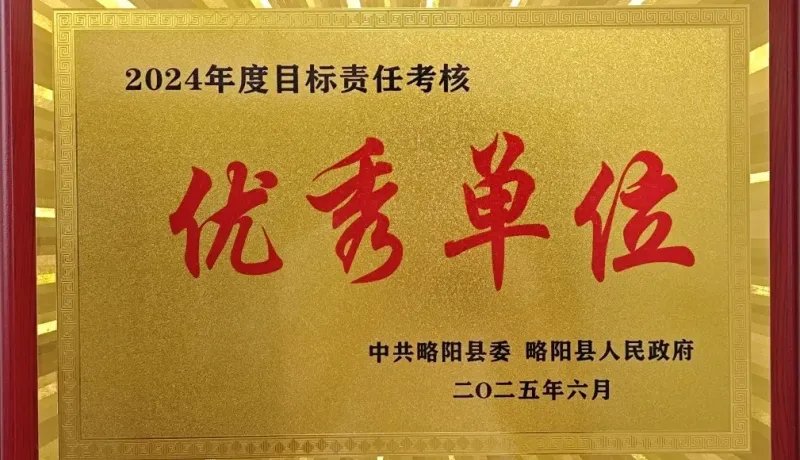 2024年度目标责任考核
优秀单位
中共略阳县委 略阳县人民政府
二〇二五年六月